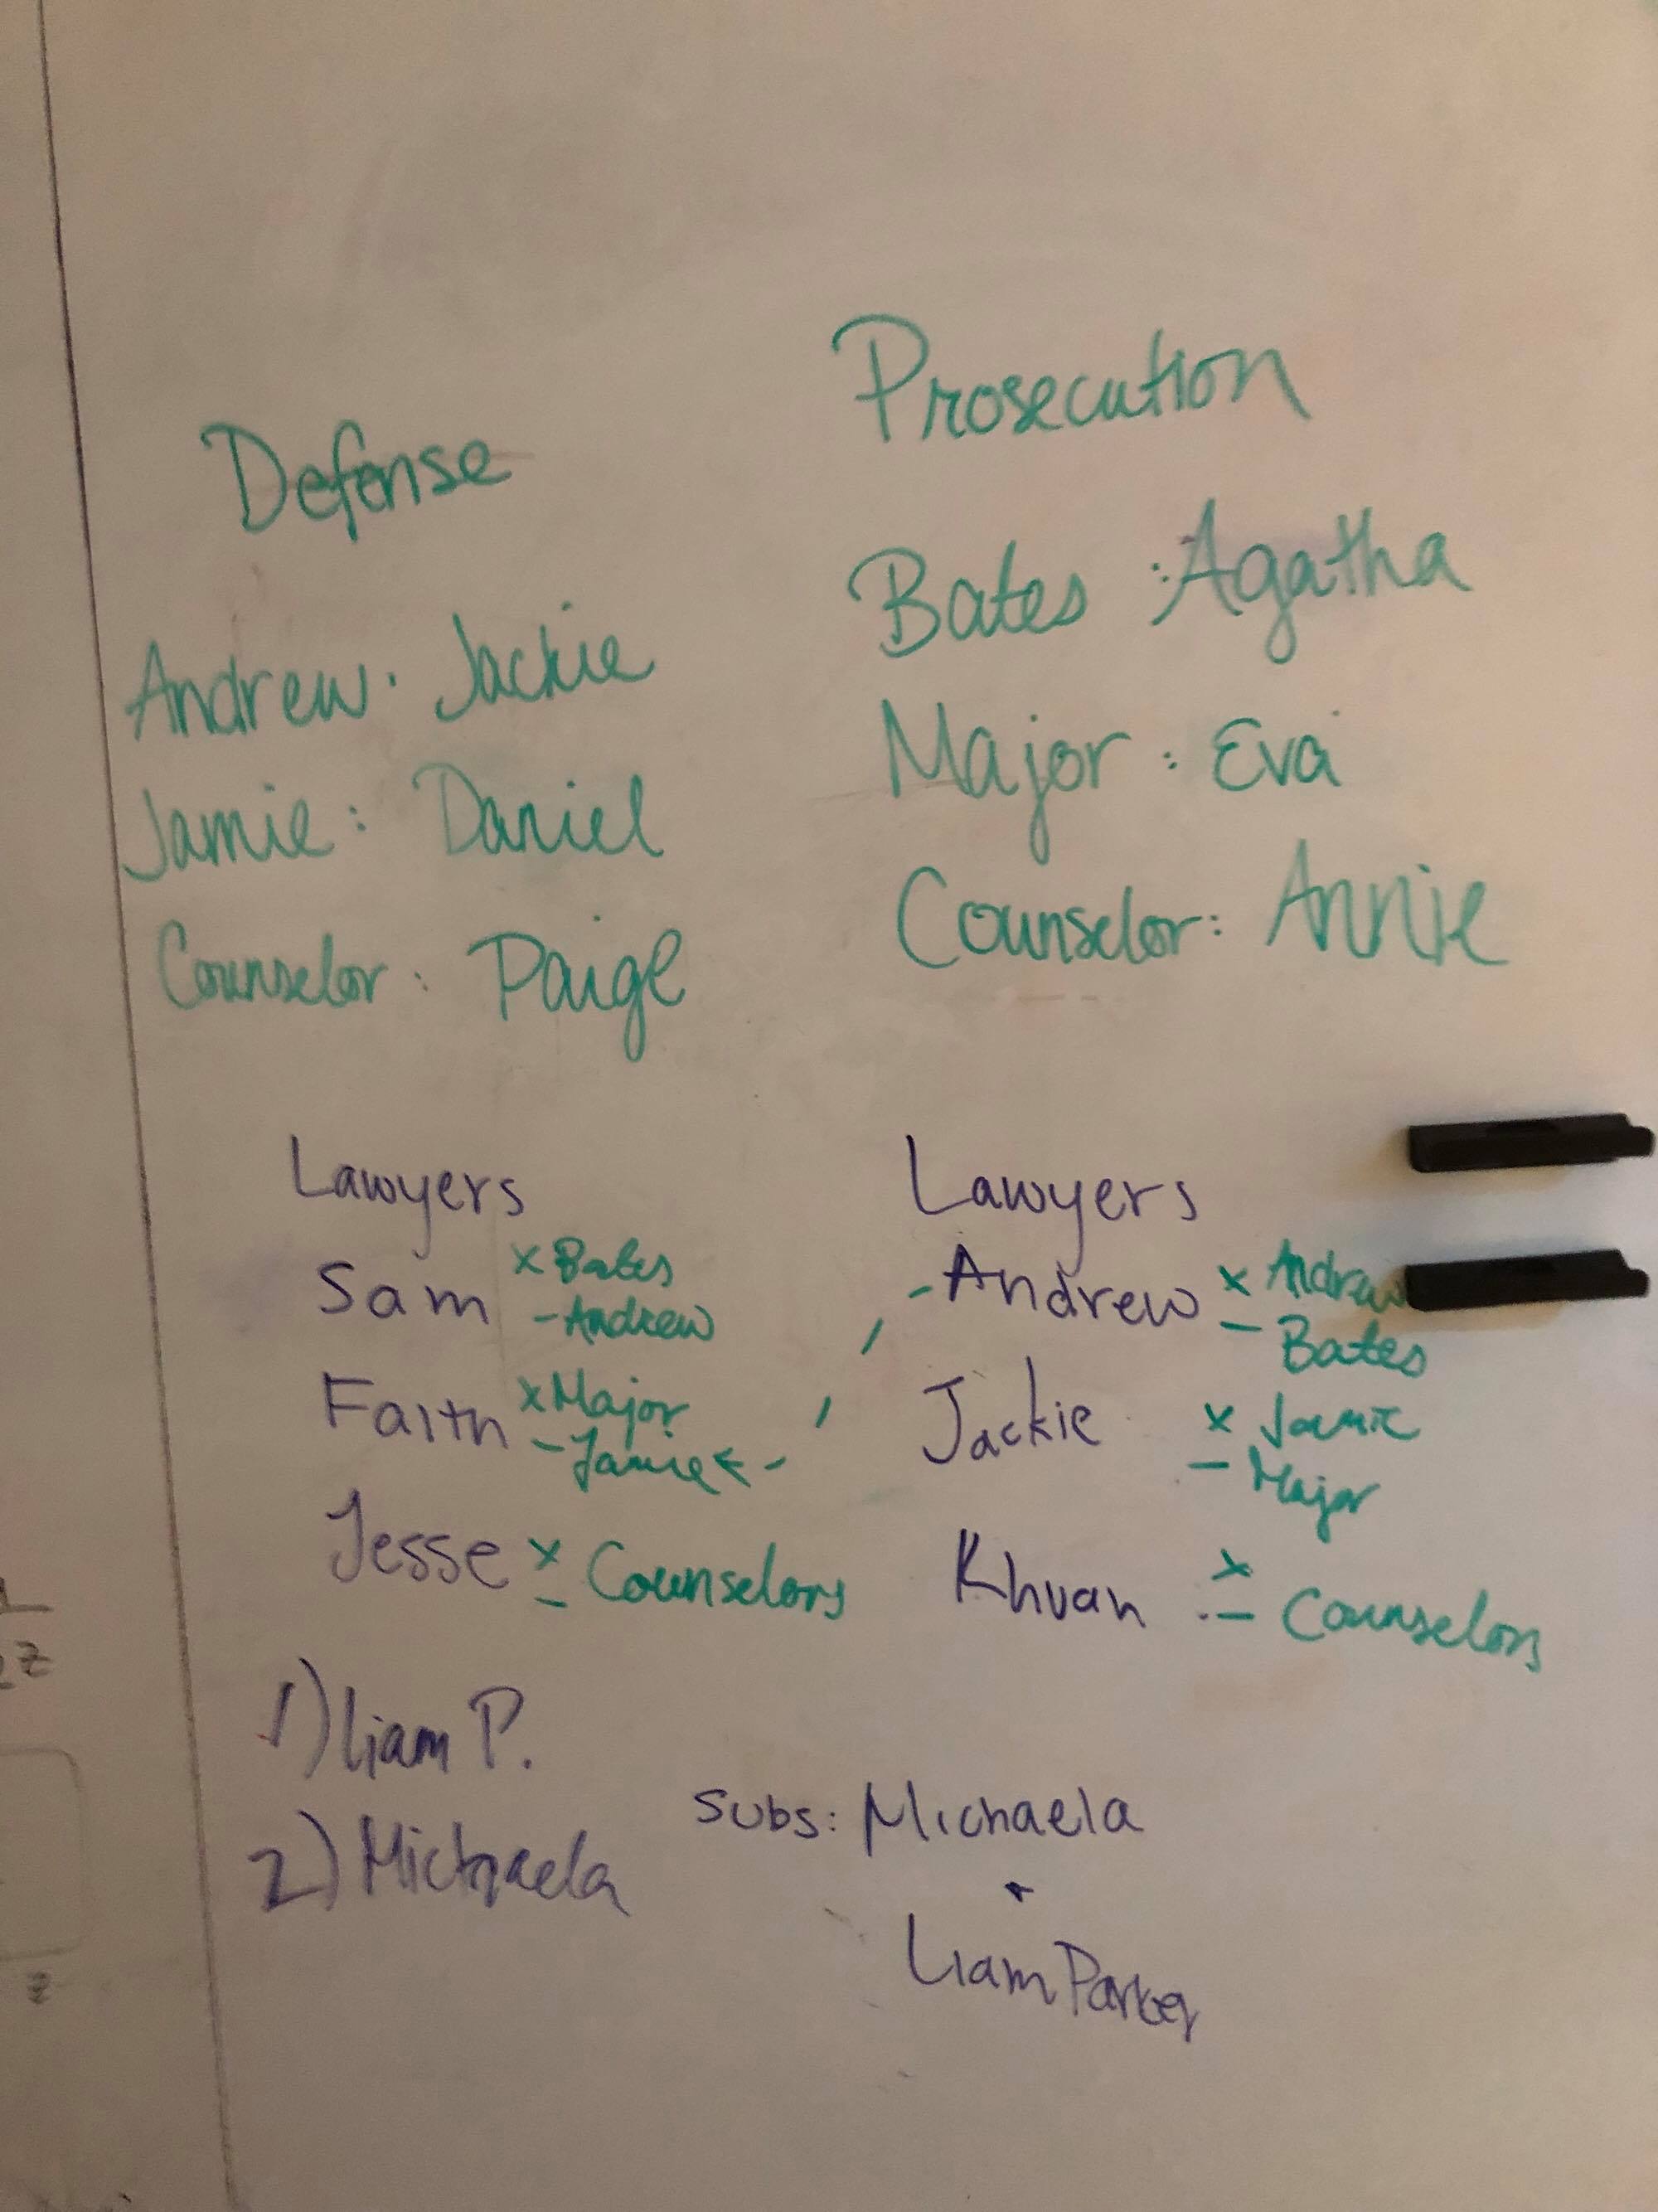 Defense
Andrew: Jackie
Jamie: Daniel
Counselor: Paige
Prosecution
Bates: Agatha
Major: Eva
Counselor: Annie
Lawyers
Sam x Bates
- Andrew
Faith x Major
- Jamie ← - 
Jesse x
- Counselors
1) Liam P.
2) Michaela
Lawyers
- Andrew x Andrew
- Bates
Jackie x Jamie
- Major
Khuan x
- Counselors
subs: Michaela
Liam Parker
2z
z